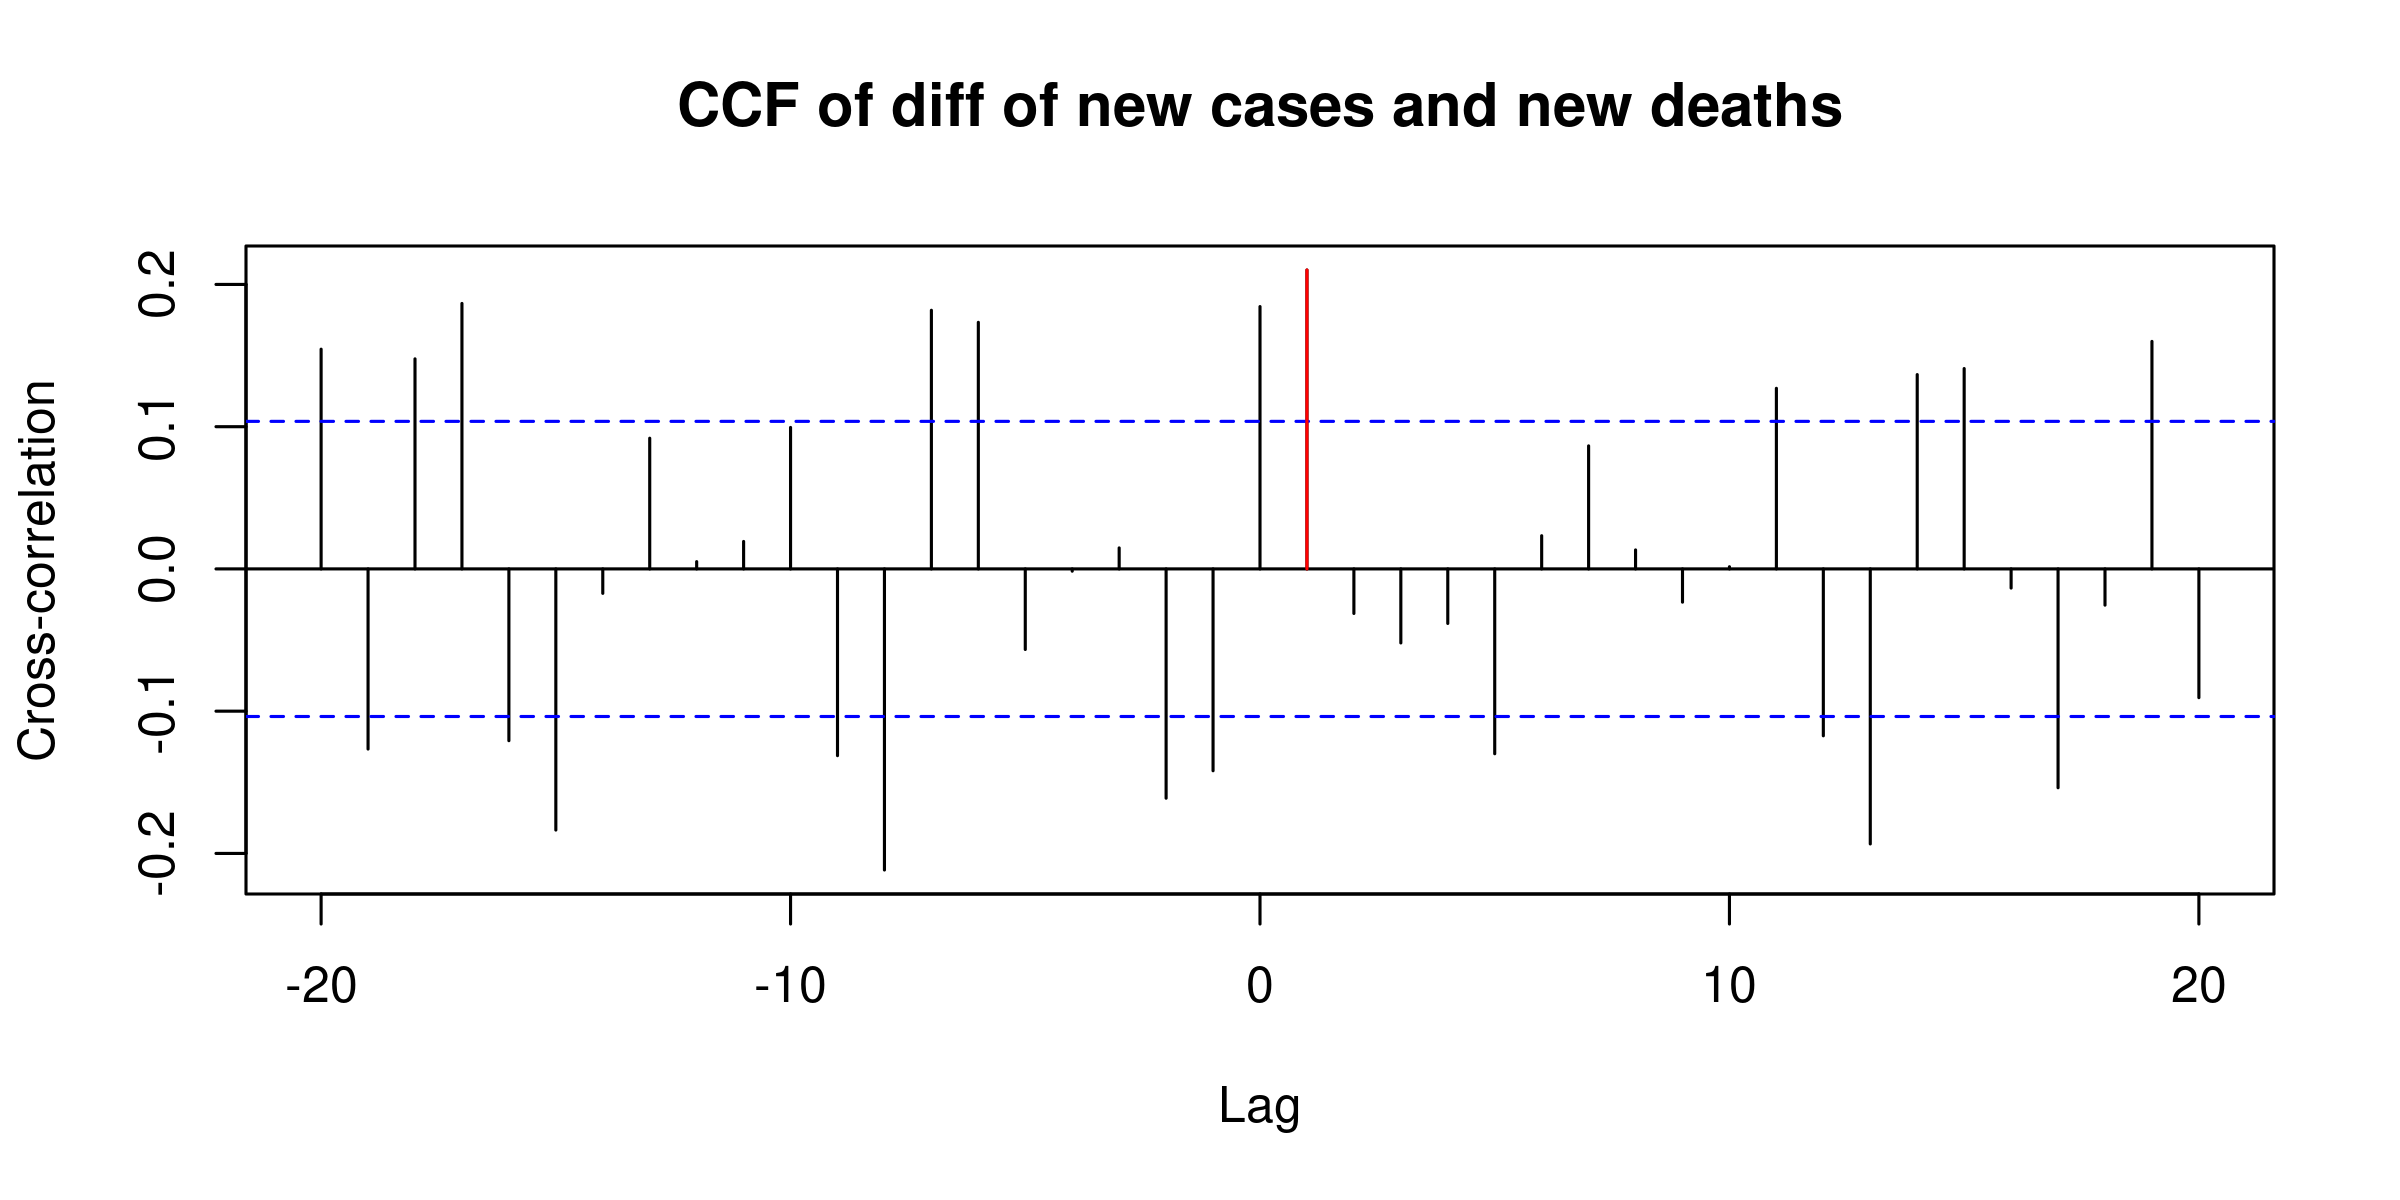 CCF of diff of new cases and new deaths
Cross-correlation
0.2
0.1
0.0
-0.1
-0.2
-20 -10 0 10 20
Lag